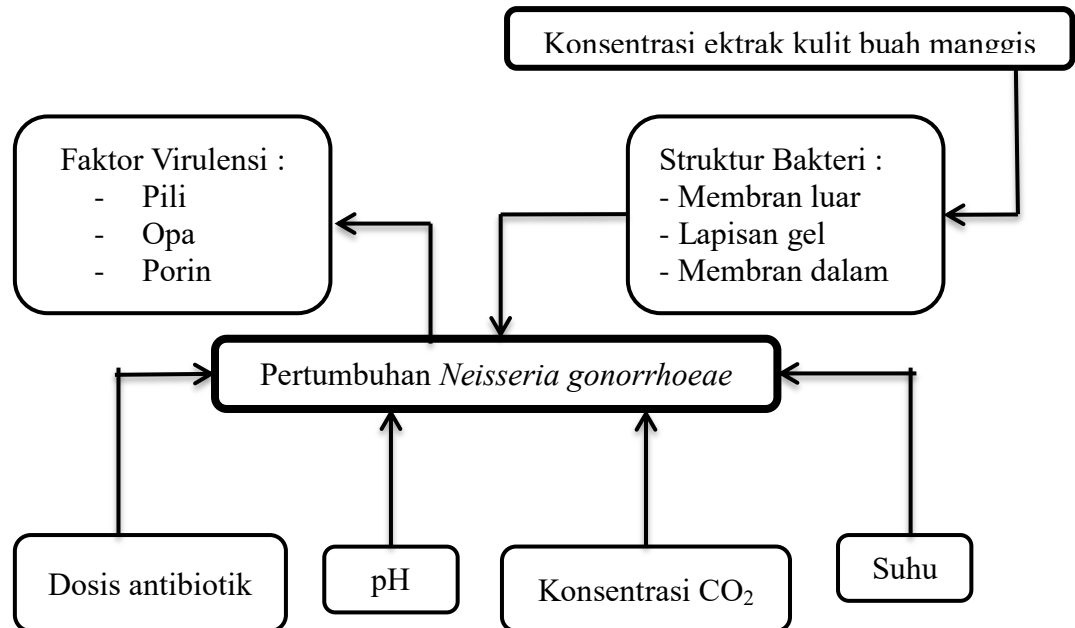 Konsentrasi ektrak kulit buah manggis
Faktor Virulensi :
- Pili
- Opa
- Porin
Struktur Bakteri :
- Membran luar
- Lapisan gel
- Membran dalam
Pertumbuhan Neisseria gonorrhoeae
Dosis antibiotik
pH
Konsentrasi CO₂
Suhu